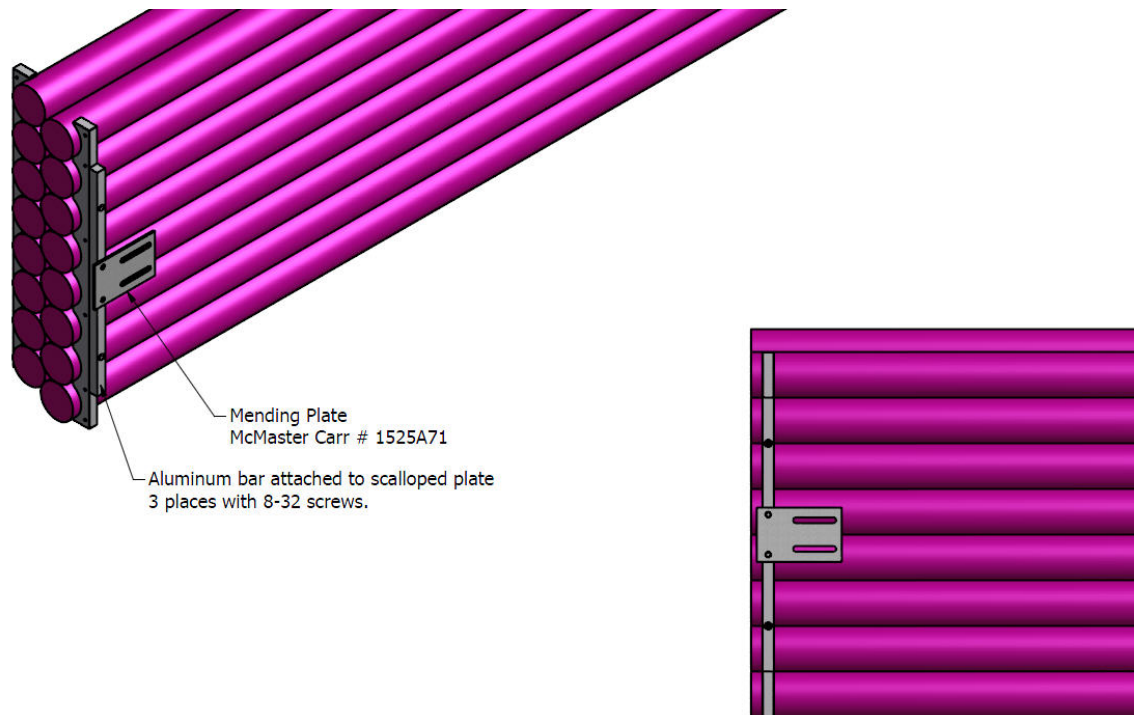 Mending Plate
McMaster Carr # 1525A71
Aluminum bar attached to scalloped plate
3 places with 8-32 screws.